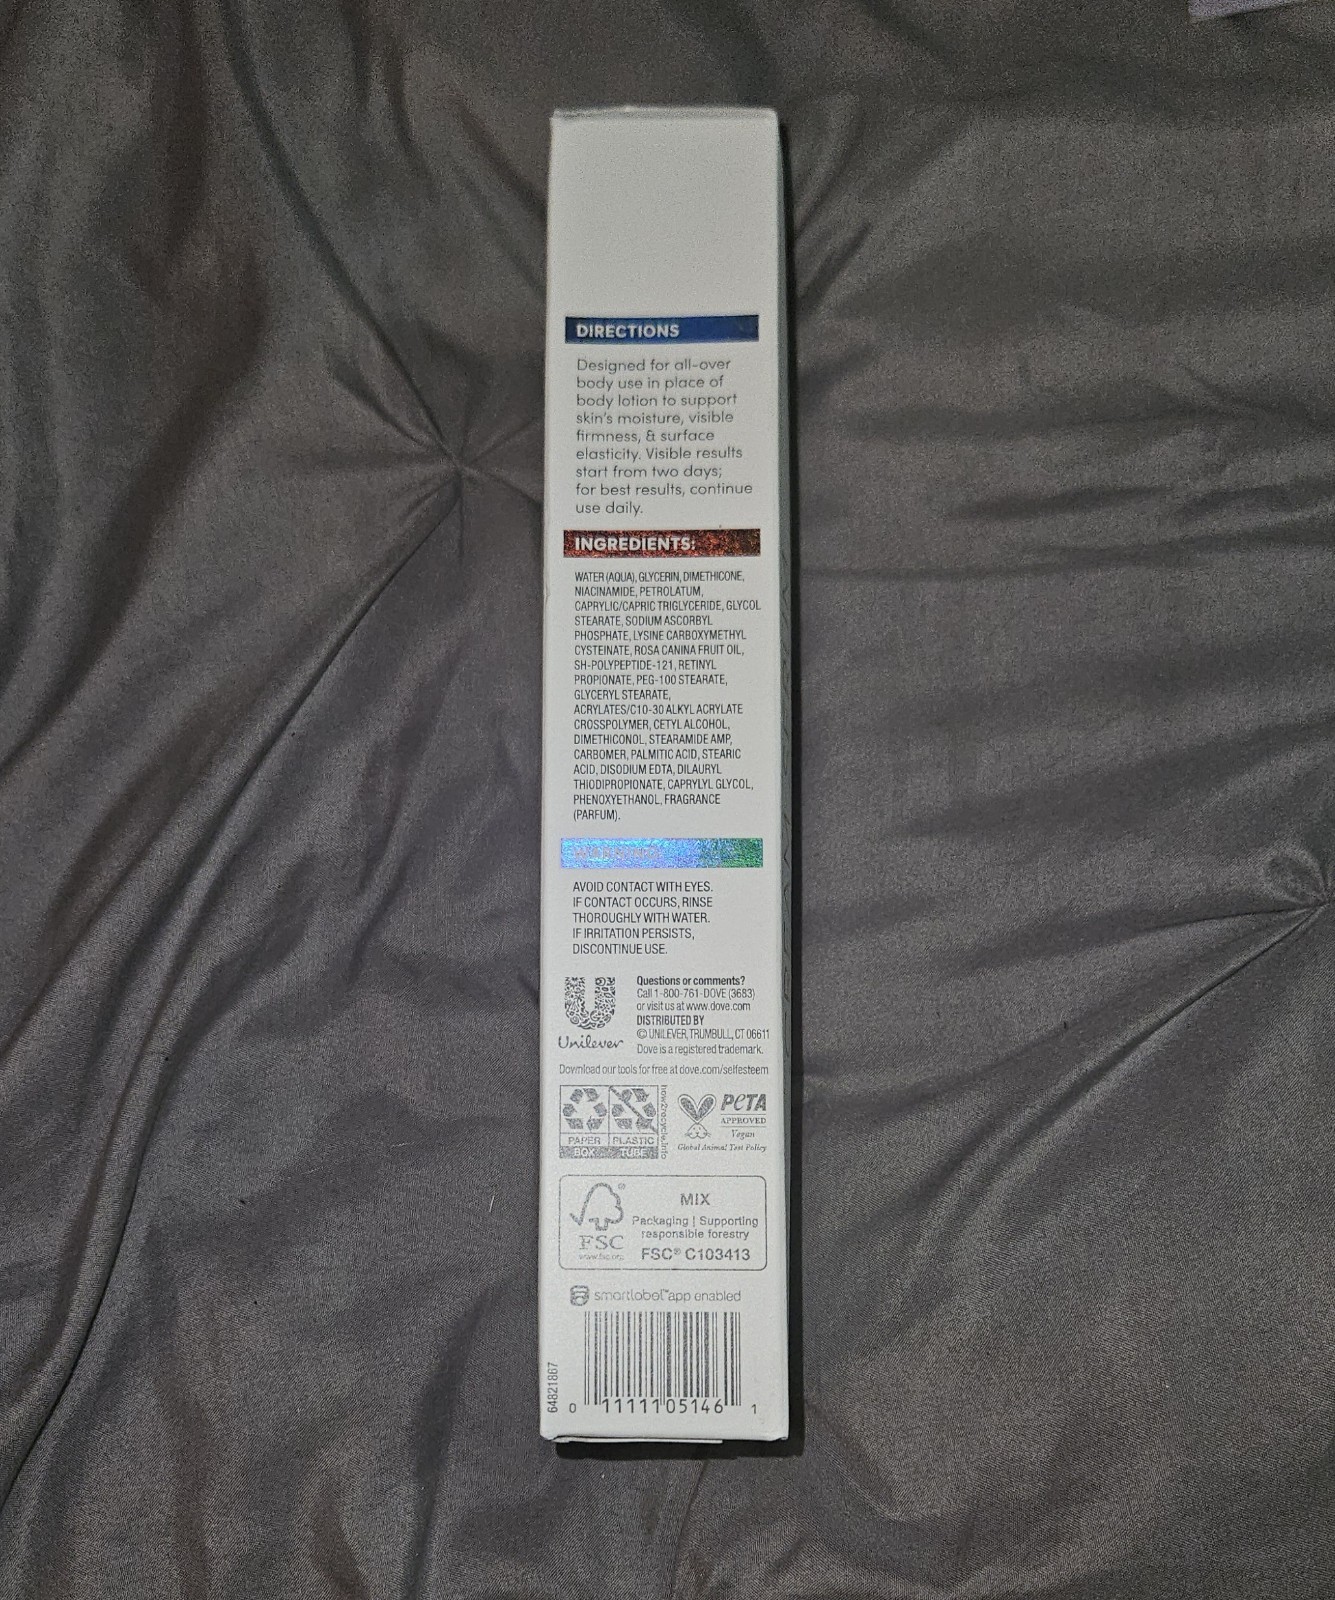 DIRECTIONS
Designed for all-over
body use in place of
body lotion to support
skin's moisture, visible
firmness, & surface
elasticity. Visible results
start from two days;
for best results, continue
use daily.
INGREDIENTS:
WATER (AQUA), GLYCERIN, DIMETHICONE,
NIACINAMIDE, PETROLATUM,
CAPRYLIC/CAPRIC TRIGLYCERIDE, GLYCOL
STEARATE, SODIUM ASCORBYL
PHOSPHATE, LYSINE CARBOXYMETHYL
CYSTEINATE, ROSA CANINA FRUIT OIL,
SH-POLYPEPTIDE-121, RETINYL
PROPIONATE, PEG-100 STEARATE,
GLYCERYL STEARATE,
ACRYLATES/C10-30 ALKYL ACRYLATE
CROSSPOLYMER, CETYL ALCOHOL,
DIMETHICONOL, STEARAMIDE AMP,
CARBOMER, PALMITIC ACID, STEARIC
ACID, DISODIUM EDTA, DILAURYL
THIODIPROPIONATE, CAPRYLYL GLYCOL,
PHENOXYETHANOL, FRAGRANCE
(PARFUM).
AVOID CONTACT WITH EYES.
IF CONTACT OCCURS, RINSE
THOROUGHLY WITH WATER.
IF IRRITATION PERSISTS,
DISCONTINUE USE.
Unilever
Questions or comments?
Call 1-800-761-DOVE (3683)
or visit us at www.dove.com
DISTRIBUTED BY
© UNILEVER, TRUMBULL, CT 06611
Dove is a registered trademark.
Download our tools for free at dove.com/selfesteem
PAPER
BOX
PLASTIC
TUBE
how2recycle.info
PETA
APPROVED
Vegan
Global Animal Test Policy
FSC
www.fsc.org
MIX
Packaging | Supporting
responsible forestry
FSC® C103413
smartlabel™ app enabled
64821867
0 11111 05146 1